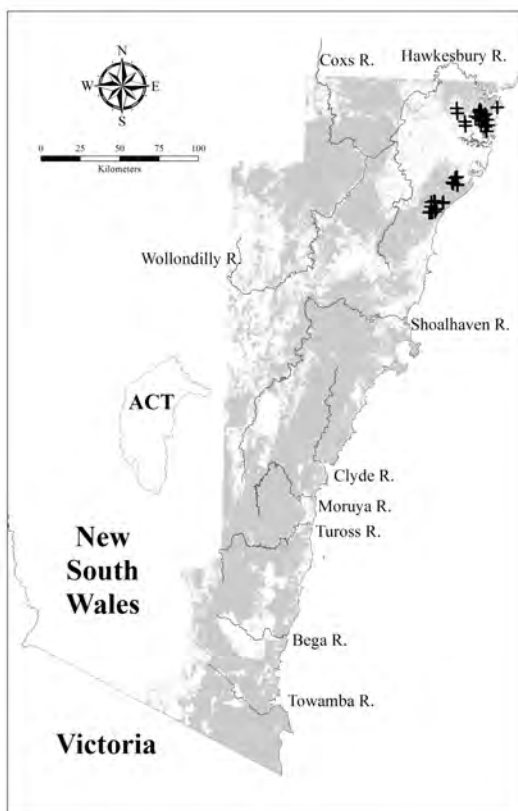 Coxs R.
Hawkesbury R.
N
W E
S
0 25 50 75 100
Kilometers
Wollondilly R.
Shoalhaven R.
ACT
Clyde R.
Moruya R.
Tuross R.
New
South
Wales
Bega R.
Towamba R.
Victoria